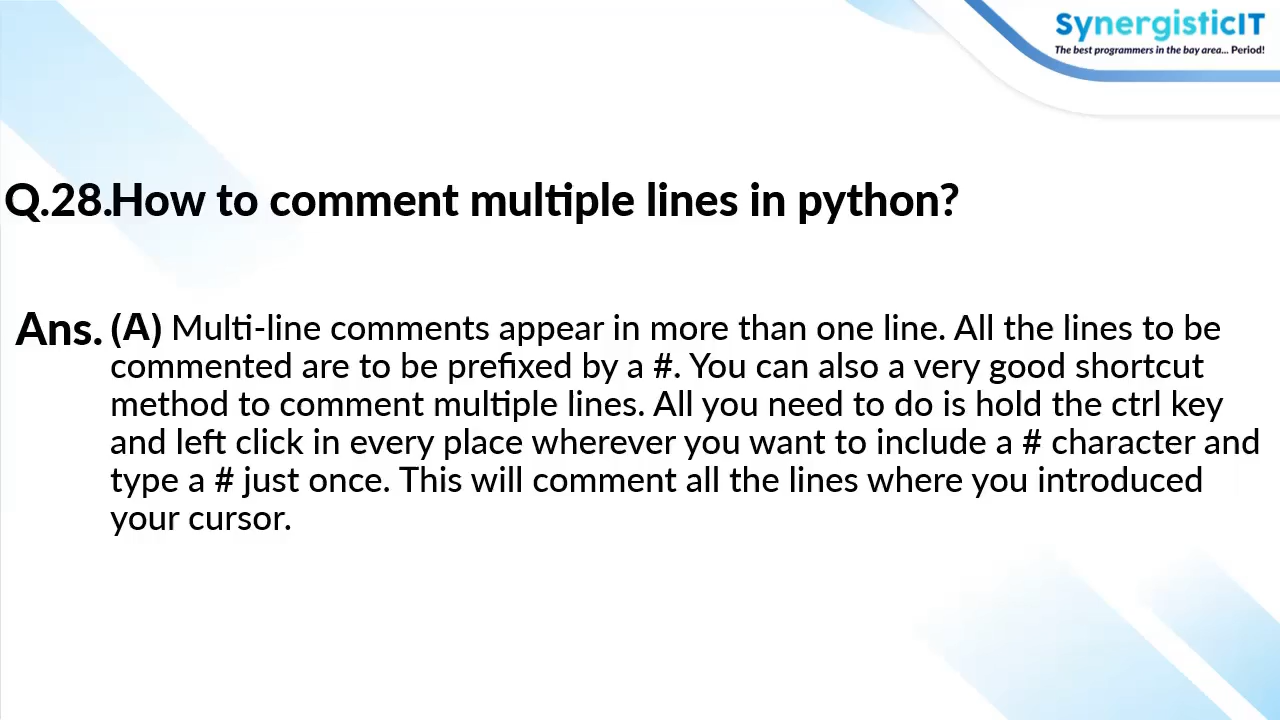 SynergisticIT
The best programmers in the bay area... Period!
Q.28.How to comment multiple lines in python?
Ans. (A) Multi-line comments appear in more than one line. All the lines to be
commented are to be prefixed by a #. You can also a very good shortcut
method to comment multiple lines. All you need to do is hold the ctrl key
and left click in every place wherever you want to include a # character and
type a # just once. This will comment all the lines where you introduced
your cursor.